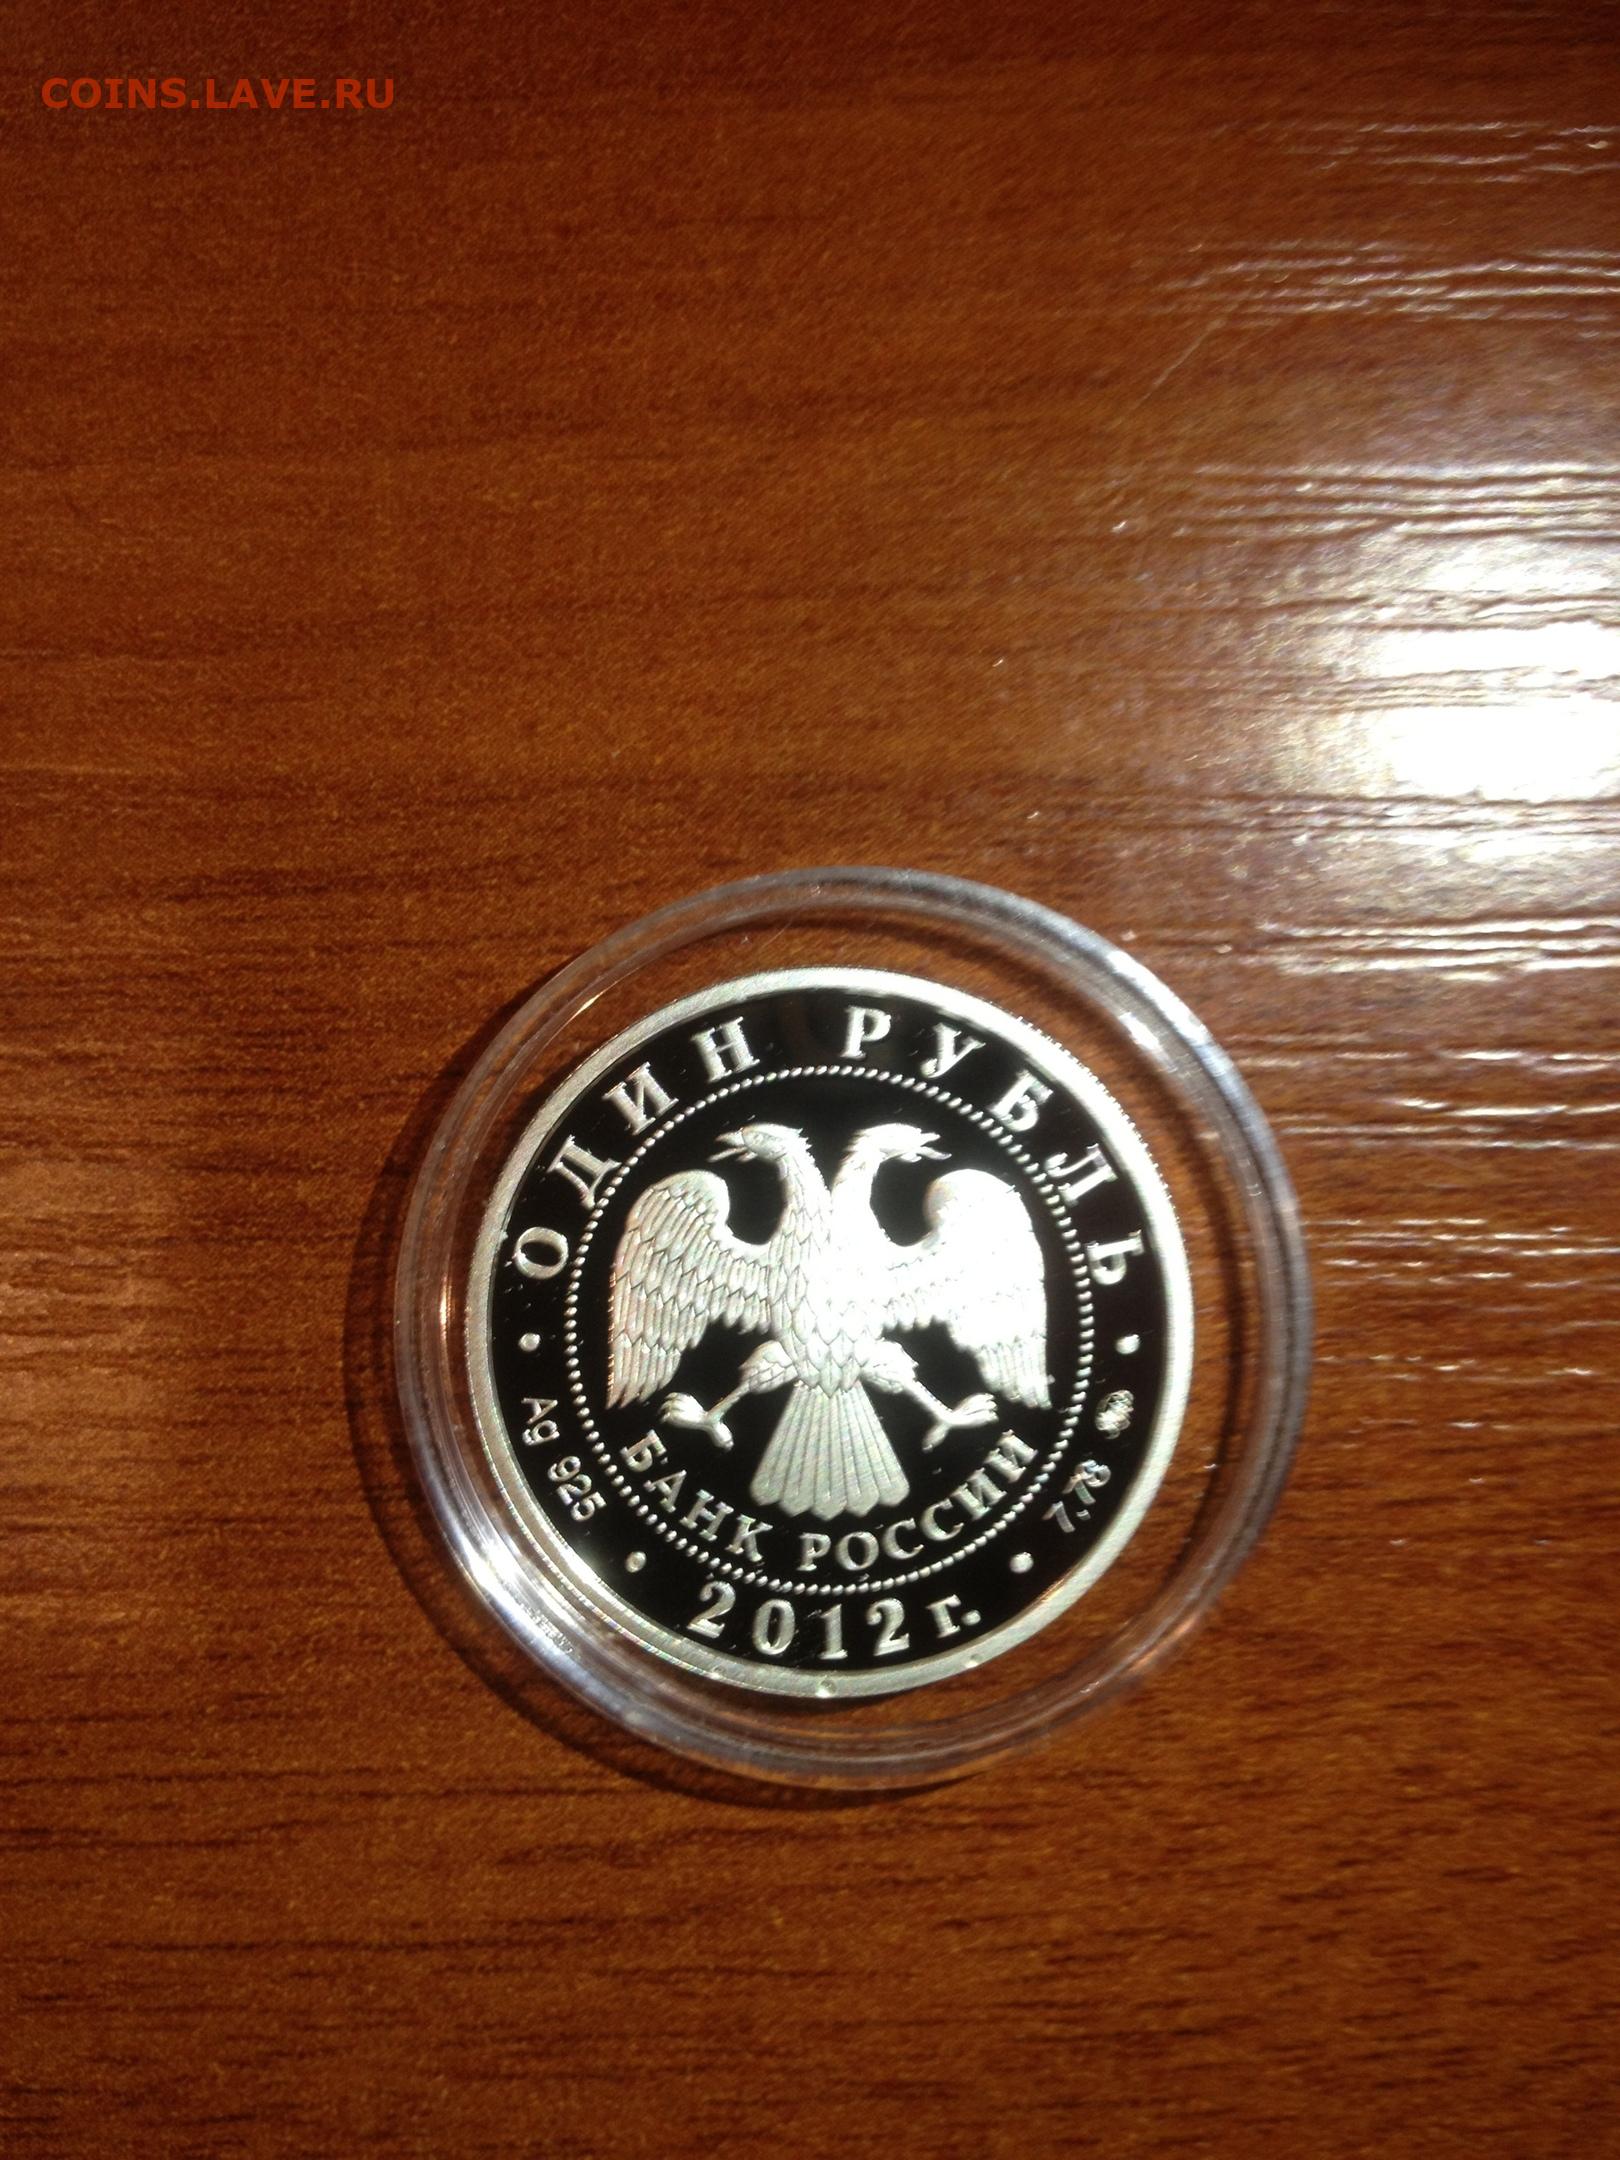 COINS.LAVE.RU
ОДИН РУБЛЬ
БАНК РОССИИ
Ag 925
• 2012 г. •
7,78